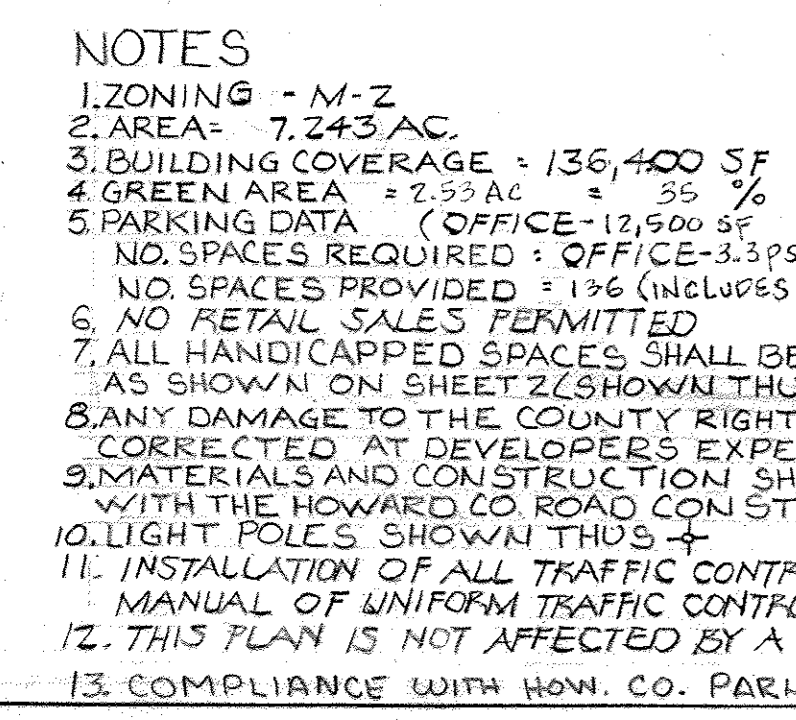 NOTES
1. ZONING - M-2
2. AREA= 7.243 AC.
3. BUILDING COVERAGE = 136,400 SF
4 GREEN AREA = 2.53 AC = 35 %
5 PARKING DATA (OFFICE-12,500 SF
NO. SPACES REQUIRED : OFFICE-3.3 PS
NO. SPACES PROVIDED = 136 (INCLUDES
6. NO RETAIL SALES PERMITTED
7. ALL HANDICAPPED SPACES SHALL BE
AS SHOWN ON SHEET 2 (SHOWN THU
8. ANY DAMAGE TO THE COUNTY RIGHT
CORRECTED AT DEVELOPERS EXPE
9. MATERIALS AND CONSTRUCTION SH
WITH THE HOWARD CO. ROAD CONST
10. LIGHT POLES SHOWN THUS
11. INSTALLATION OF ALL TRAFFIC CONTR
MANUAL OF UNIFORM TRAFFIC CONTRO
12. THIS PLAN IS NOT AFFECTED BY A
13. COMPLIANCE WITH HOW. CO. PARK